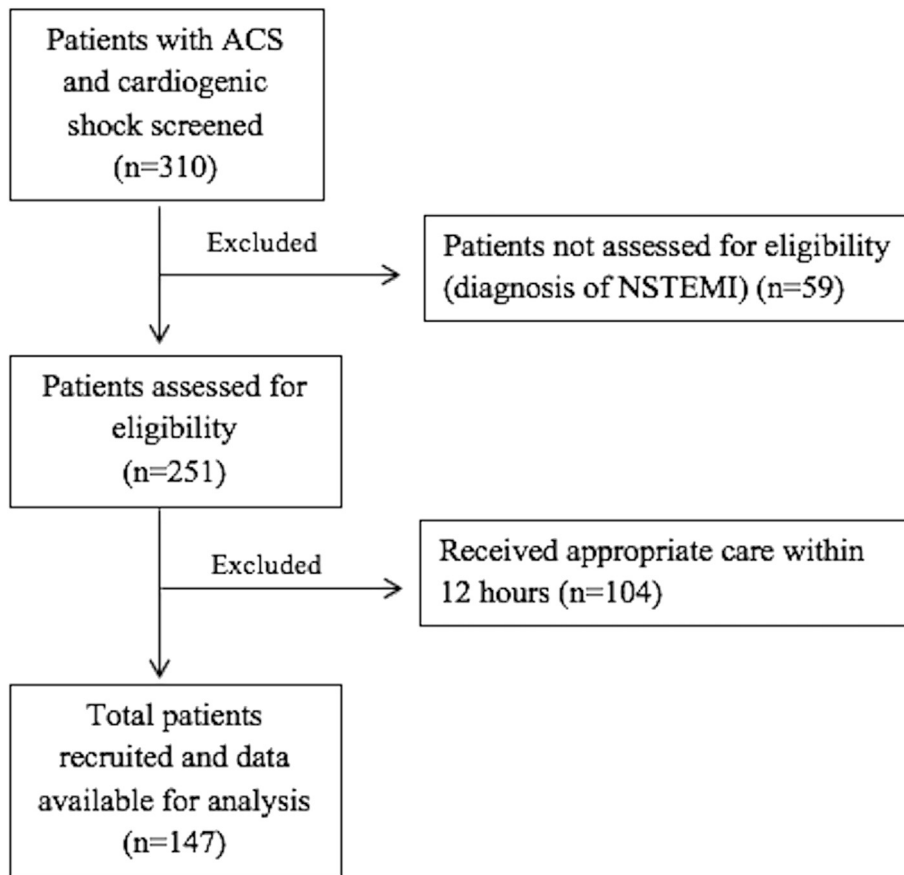 Patients with ACS
and cardiogenic
shock screened
(n=310)
Excluded
Patients not assessed for eligibility
(diagnosis of NSTEMI) (n=59)
Patients assessed for
eligibility
(n=251)
Excluded
Received appropriate care within
12 hours (n=104)
Total patients
recruited and data
available for analysis
(n=147)